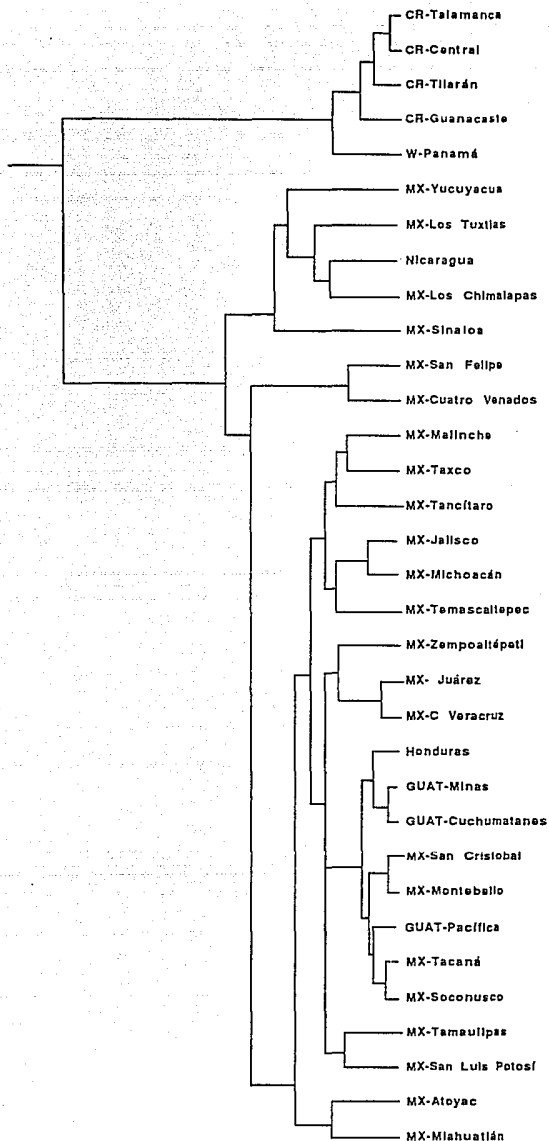 CR-Talamanca
CR-Central
CR-Tilarán
CR-Guanacaste
W-Panamá
MX-Yucuyacua
MX-Los Tuxtlas
Nicaragua
MX-Los Chimalapas
MX-Sinaloa
MX-San Felipe
MX-Cuatro Venados
MX-Malinche
MX-Taxco
MX-Tancítaro
MX-Jalisco
MX-Michoacán
MX-Temascaltepec
MX-Zempoaltépetl
MX- Juárez
MX-C Veracruz
Honduras
GUAT-Minas
GUAT-Cuchumatanes
MX-San Cristobal
MX-Montebello
GUAT-Pacífica
MX-Tacaná
MX-Soconusco
MX-Tamaulipas
MX-San Luis Potosí
MX-Atoyac
MX-Miahuatlán